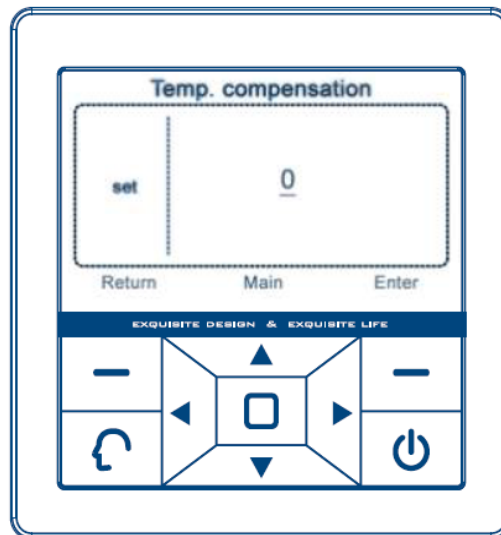 Temp. compensation
set 0
Return Main Enter
EXQUISITE DESIGN & EXQUISITE LIFE